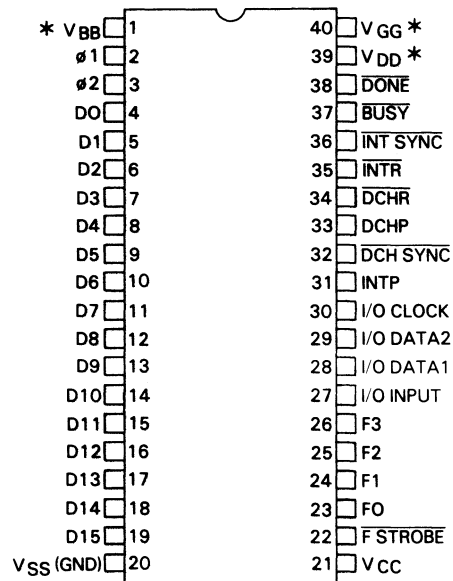 * VBB 1 40 VGG *
ø1 2 39 VDD *
ø2 3 38 DONE
D0 4 37 BUSY
D1 5 36 INT SYNC
D2 6 35 INTR
D3 7 34 DCHR
D4 8 33 DCHP
D5 9 32 DCH SYNC
D6 10 31 INTP
D7 11 30 I/O CLOCK
D8 12 29 I/O DATA2
D9 13 28 I/O DATA1
D10 14 27 I/O INPUT
D11 15 26 F3
D12 16 25 F2
D13 17 24 F1
D14 18 23 F0
D15 19 22 F STROBE
VSS (GND) 20 21 VCC